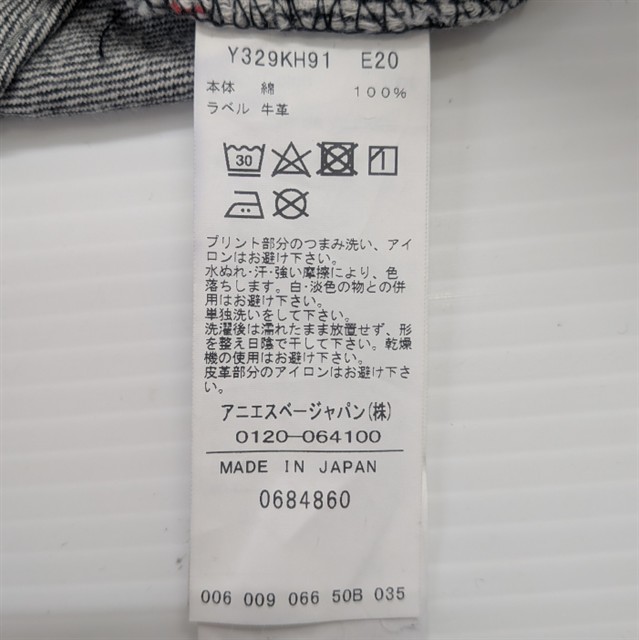 Y329KH91 E20
本体 綿 100%
ラベル 牛革
30
1
プリント部分のつまみ洗い、アイ
ロンはお避け下さい。
水ぬれ・汗・強い摩擦により、色
落ちします。白・淡色の物との併
用はお避け下さい。
単独洗いをして下さい。
洗濯後は濡れたまま放置せず、形
を整え日陰で干して下さい。乾燥
機の使用はお避け下さい。
皮革部分のアイロンはお避け下さ
い。
アニエスベージャパン(株)
0120-064100
MADE IN JAPAN
0684860
006 009 066 50B 035